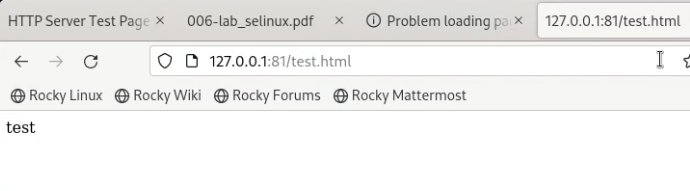 HTTP Server Test Page
006-lab_selinux.pdf
Problem loading pa
127.0.0.1:81/test.html
127.0.0.1:81/test.html
Rocky Linux
Rocky Wiki
Rocky Forums
Rocky Mattermost
test